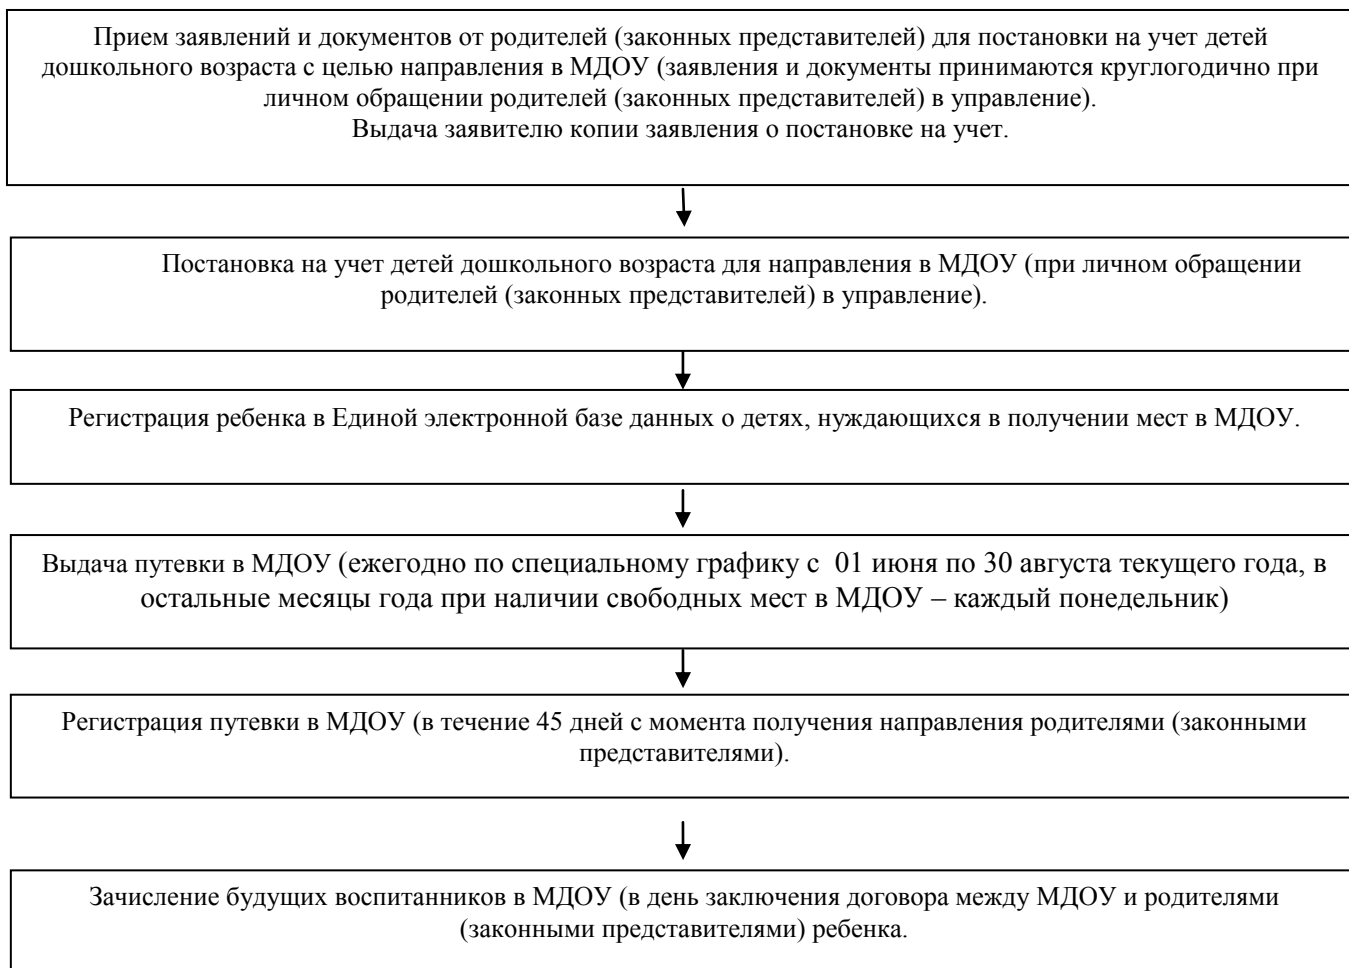 Прием заявлений и документов от родителей (законных представителей) для постановки на учет детей
дошкольного возраста с целью направления в МДОУ (заявления и документы принимаются круглогодично при
личном обращении родителей (законных представителей) в управление).
Выдача заявителю копии заявления о постановке на учет.
Постановка на учет детей дошкольного возраста для направления в МДОУ (при личном обращении
родителей (законных представителей) в управление).
Регистрация ребенка в Единой электронной базе данных о детях, нуждающихся в получении мест в МДОУ.
Выдача путевки в МДОУ (ежегодно по специальному графику с 01 июня по 30 августа текущего года, в
остальные месяцы года при наличии свободных мест в МДОУ – каждый понедельник)
Регистрация путевки в МДОУ (в течение 45 дней с момента получения направления родителями (законными
представителями).
Зачисление будущих воспитанников в МДОУ (в день заключения договора между МДОУ и родителями
(законными представителями) ребенка.